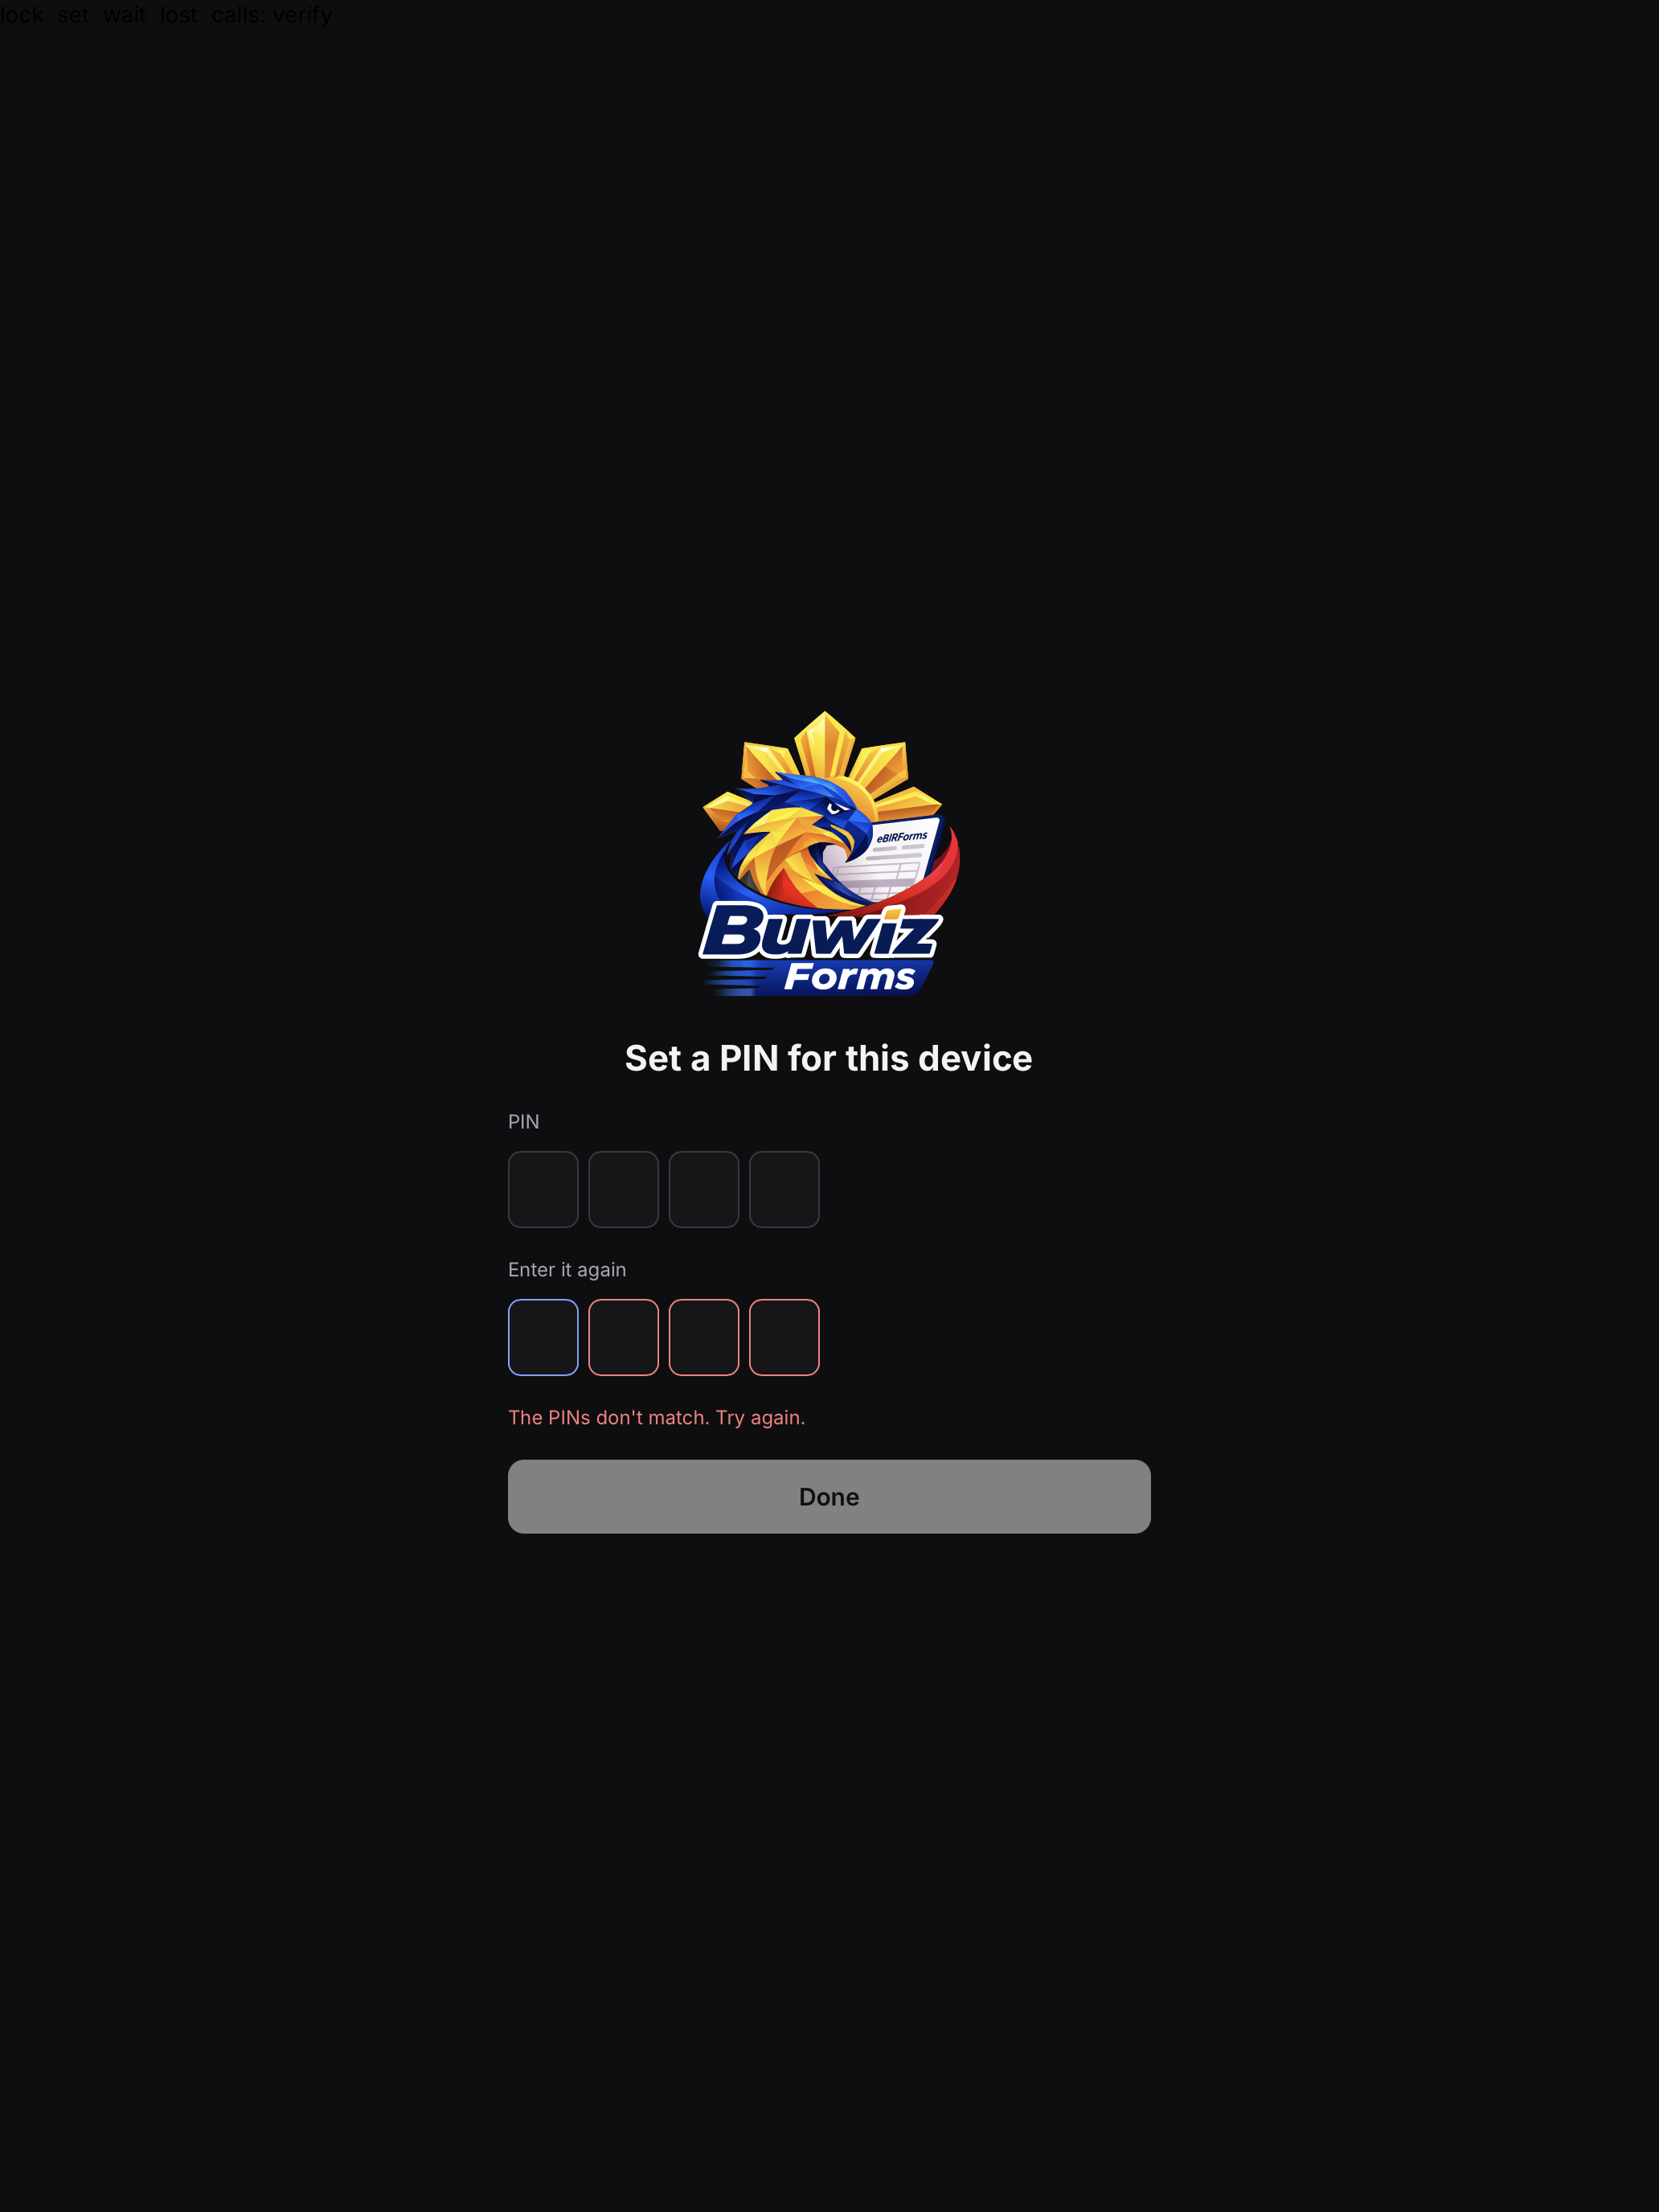 lock set wait lost calls: verify
eBIRForms
Buwiz
Forms
Set a PIN for this device
PIN
Enter it again
The PINs don't match. Try again.
Done